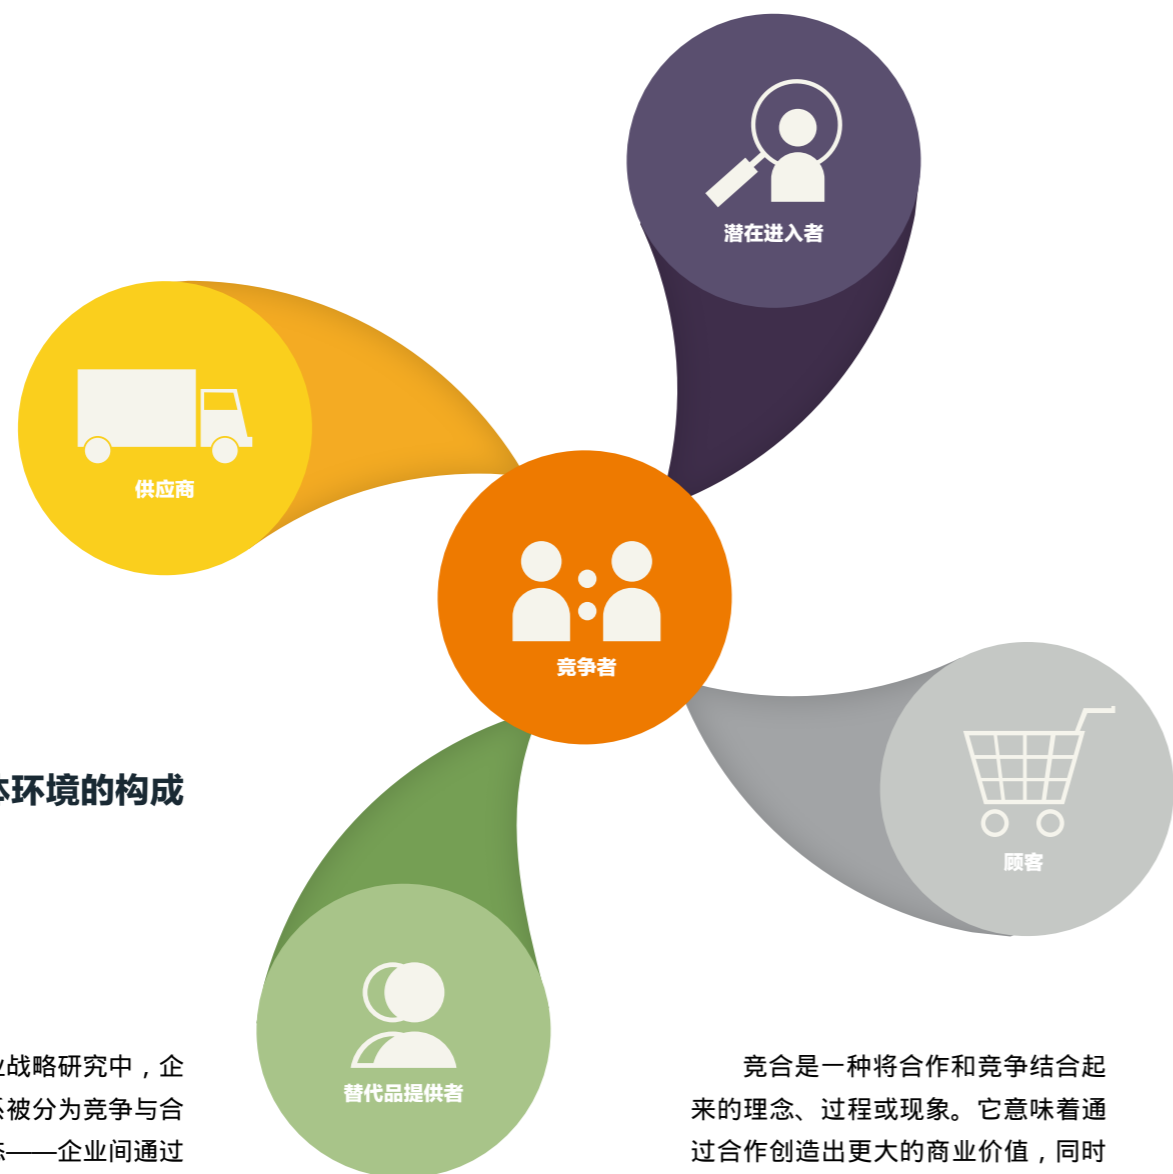 潜在进入者
供应商
竞争者
体环境的构成
顾客
替代品提供者
业战略研究中，企
系被分为竞争与合
态——企业间通过
竞合是一种将合作和竞争结合起
来的理念、过程或现象。它意味着通
过合作创造出更大的商业价值，同时